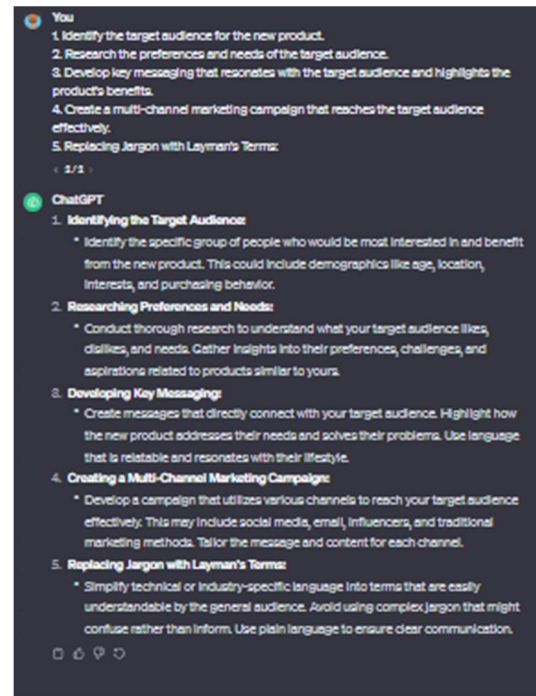 You
1. Identify the target audience for the new product.
2. Research the preferences and needs of the target audience.
3. Develop key messaging that resonates with the target audience and highlights the
product's benefits.
4. Create a multi-channel marketing campaign that reaches the target audience
effectively.
5. Replacing Jargon with Layman's Terms:
< 1/1 >
ChatGPT
1. Identifying the Target Audience:
• Identify the specific group of people who would be most interested in and benefit
from the new product. This could include demographics like age, location,
interests, and purchasing behavior.
2. Researching Preferences and Needs:
• Conduct thorough research to understand what your target audience likes,
dislikes, and needs. Gather insights into their preferences, challenges, and
aspirations related to products similar to yours.
3. Developing Key Messaging:
• Create messages that directly connect with your target audience. Highlight how
the new product addresses their needs and solves their problems. Use language
that is relatable and resonates with their lifestyle.
4. Creating a Multi-Channel Marketing Campaign:
• Develop a campaign that utilizes various channels to reach your target audience
effectively. This may include social media, email, influencers, and traditional
marketing methods. Tailor the message and content for each channel.
5. Replacing Jargon with Layman's Terms:
• Simplify technical or industry-specific language into terms that are easily
understandable by the general audience. Avoid using complex jargon that might
confuse rather than inform. Use plain language to ensure clear communication.